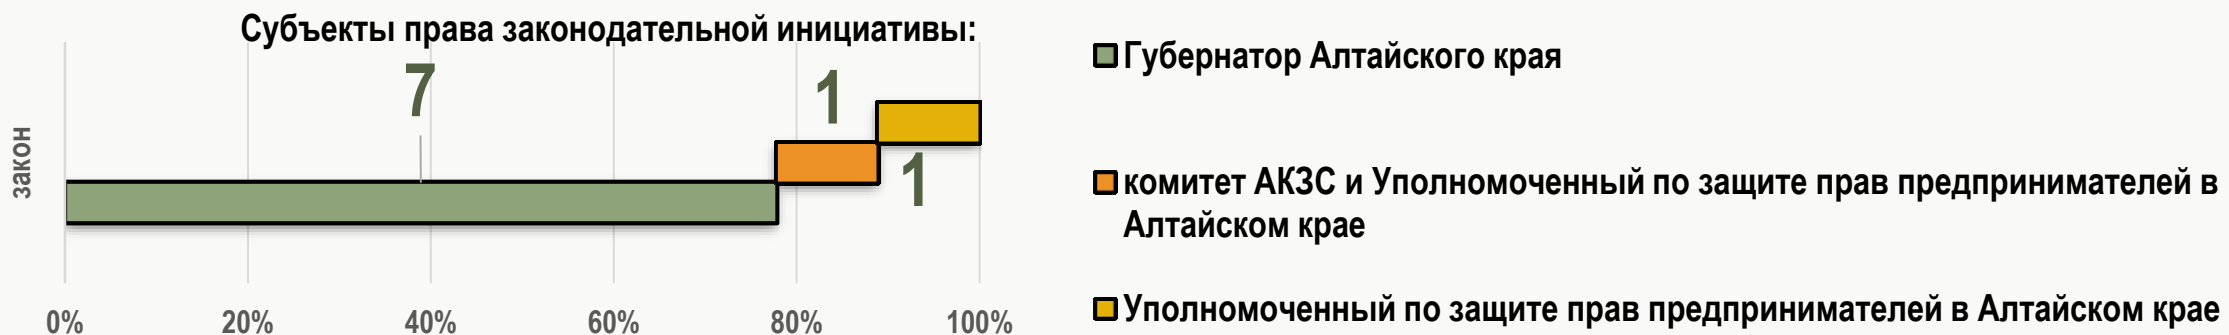 Субъекты права законодательной инициативы:
7
1
1
закон
0% 20% 40% 60% 80% 100%
Губернатор Алтайского края
комитет АКЗС и Уполномоченный по защите прав предпринимателей в
Алтайском крае
Уполномоченный по защите прав предпринимателей в Алтайском крае